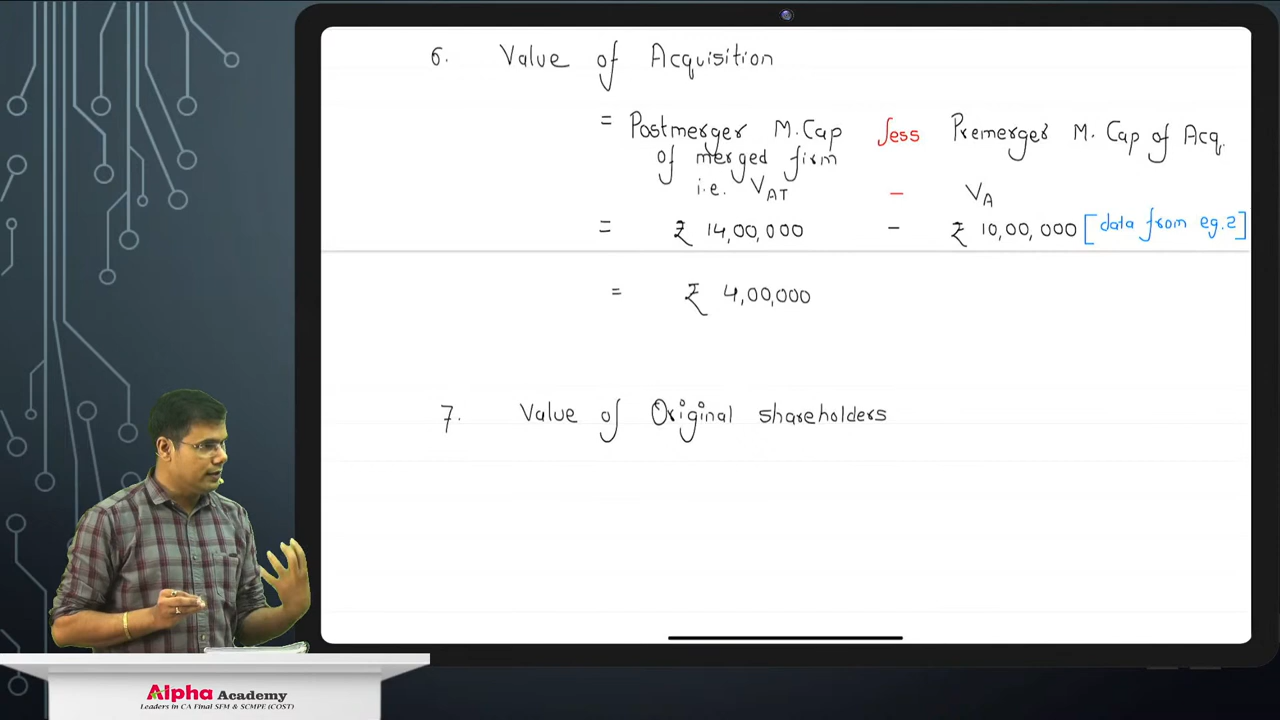 6. Value of Acquisition
= Postmerger M. Cap less Premerger M. Cap of Acq.
of merged firm
i.e. VAT - VA
= ₹ 14,00,000 - ₹ 10,00,000 [data from eg.2]
= ₹ 4,00,000
7. Value of Original shareholders
Alpha Academy
Leaders in CA Final SFM & SCMPE (COST)